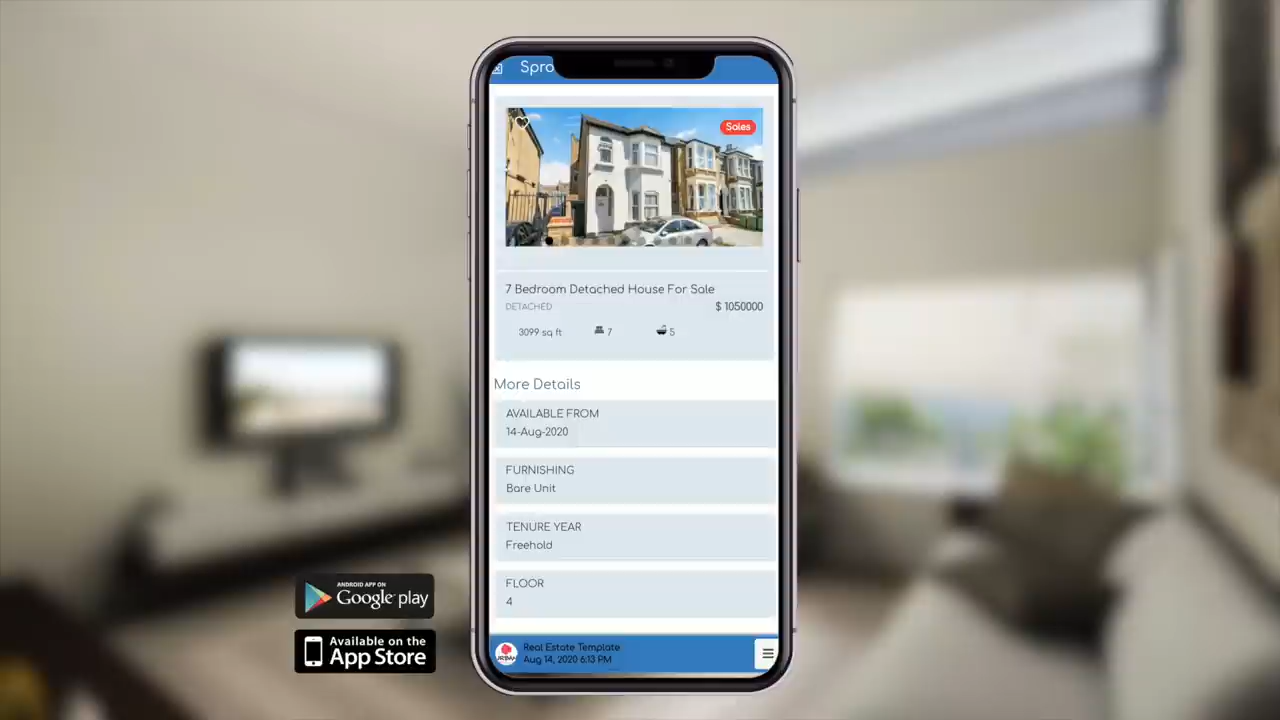 Spro
Sales
7 Bedroom Detached House For Sale
DETACHED
$ 1050000
3099 sq ft
7
5
More Details
AVAILABLE FROM
14-Aug-2020
FURNISHING
Bare Unit
TENURE YEAR
Freehold
FLOOR
4
ANDROID APP ON
Google play
Available on the
App Store
Real Estate Template
Aug 14, 2020 6:13 PM
URBAN